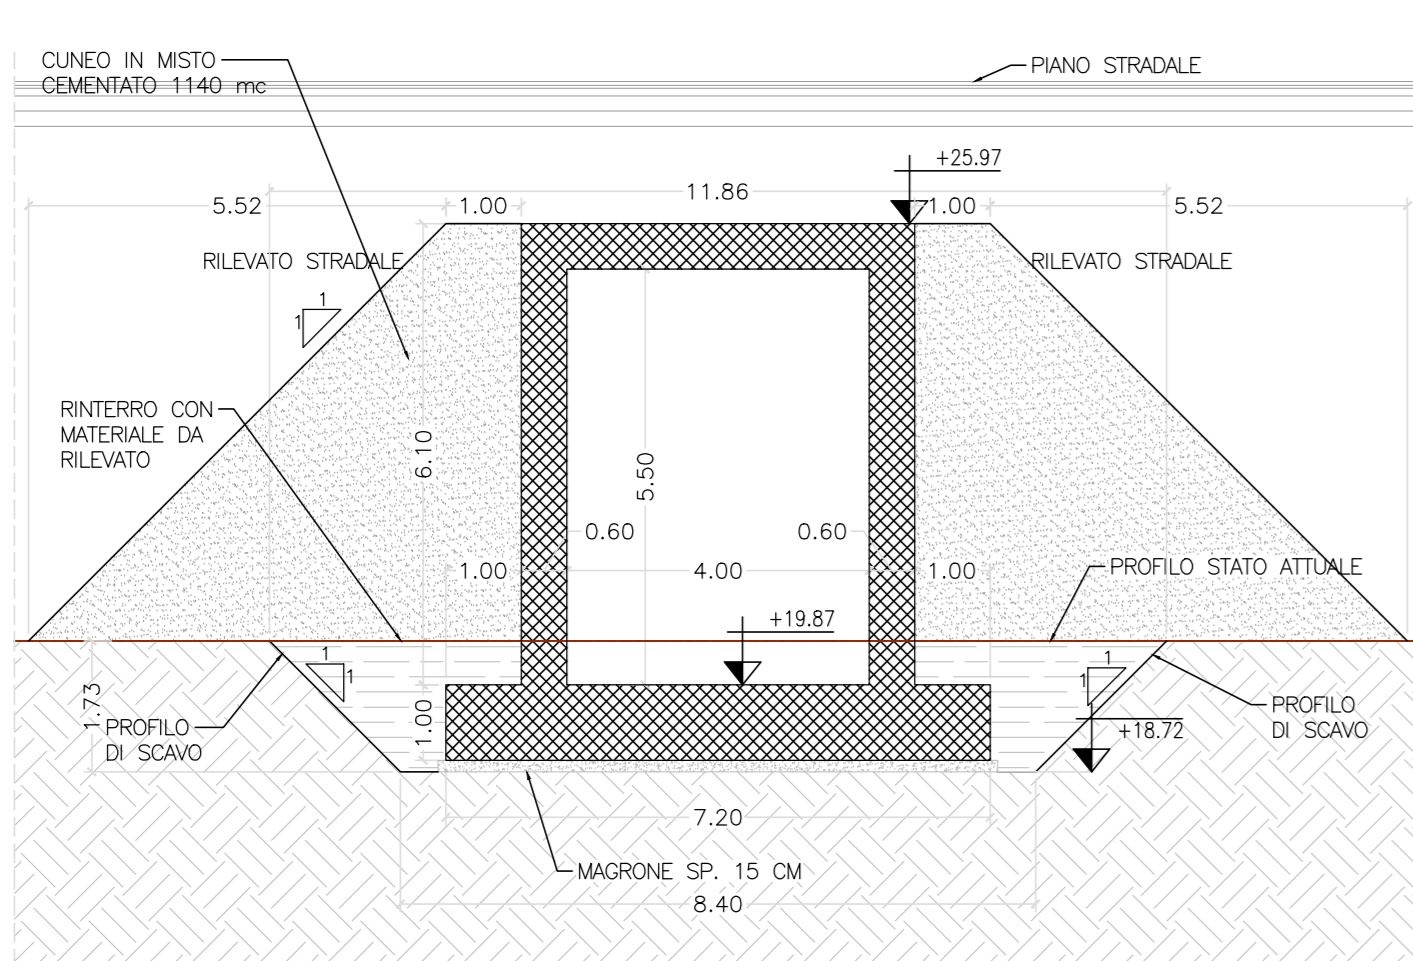 CUNEO IN MISTO
CEMENTATO 1140 mc
PIANO STRADALE
+25.97
11.86
5.52
1.00
1.00
5.52
RILEVATO STRADALE
RILEVATO STRADALE
1
1
RINTERRO CON
MATERIALE DA
RILEVATO
6.10
5.50
0.60
0.60
1.00
4.00
1.00
PROFILO STATO ATTUALE
+19.87
1
1
1
1
1.73
PROFILO
DI SCAVO
1.00
PROFILO
DI SCAVO
+18.72
7.20
MAGRONE SP. 15 CM
8.40